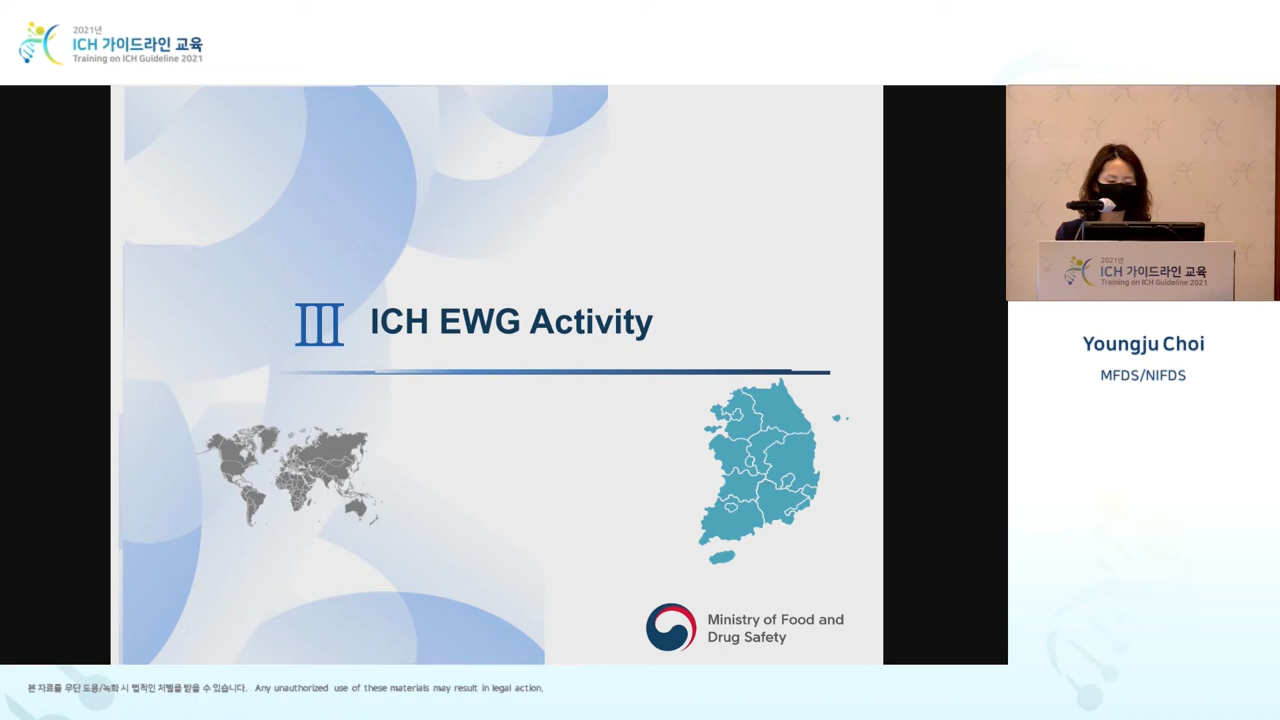 2021년
ICH 가이드라인 교육
Training on ICH Guideline 2021
Ⅲ ICH EWG Activity
Ministry of Food and
Drug Safety
2021년
ICH 가이드라인 교육
Training on ICH Guideline 2021
Youngju Choi
MFDS/NIFDS
본 자료를 무단 도용/녹화 시 법적인 처벌을 받을 수 있습니다. Any unauthorized use of these materials may result in legal action.